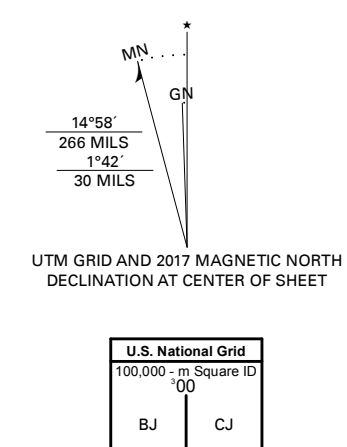 ★
MN
GN
14°58´
266 MILS
1°42´
30 MILS
UTM GRID AND 2017 MAGNETIC NORTH
DECLINATION AT CENTER OF SHEET
U.S. National Grid
100,000 - m Square ID
³00
BJ CJ